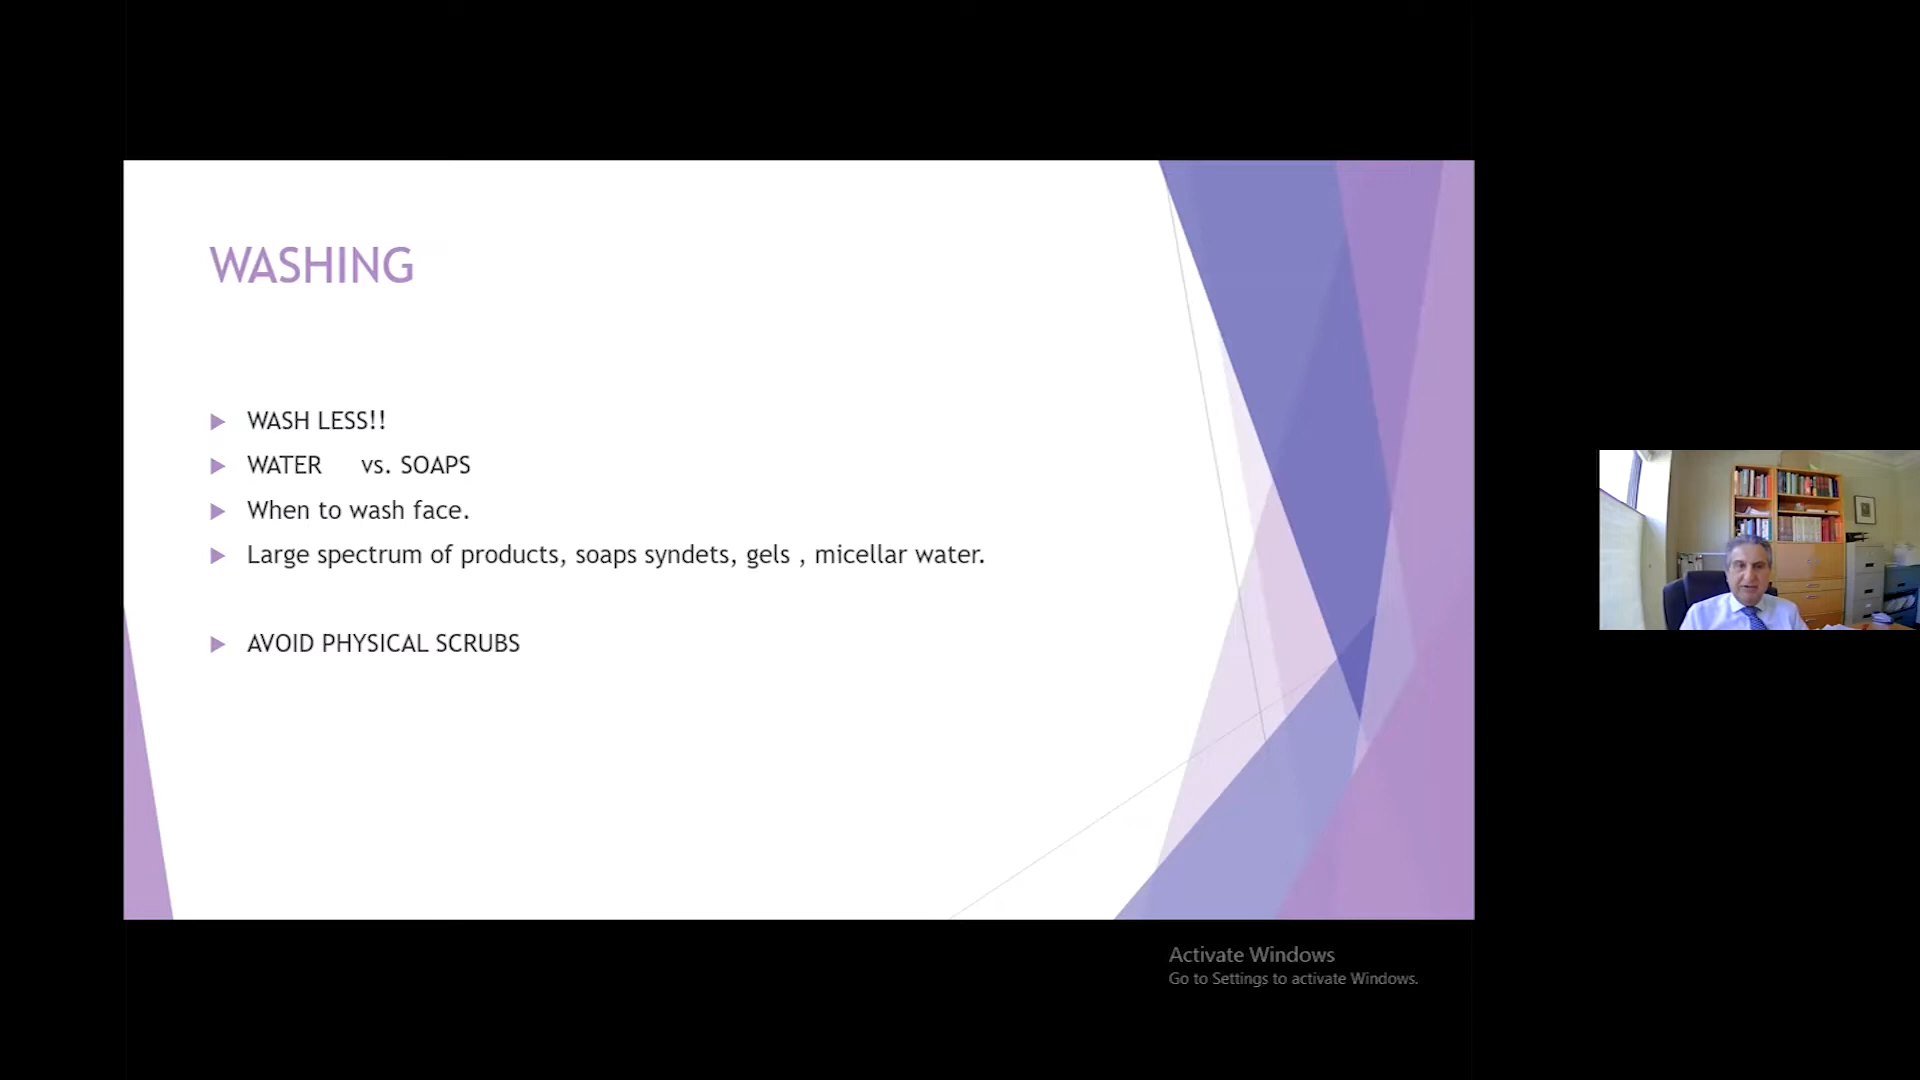 WASHING
WASH LESS!!
WATER vs. SOAPS
When to wash face.
Large spectrum of products, soaps syndets, gels , micellar water.
AVOID PHYSICAL SCRUBS
Activate Windows
Go to Settings to activate Windows.